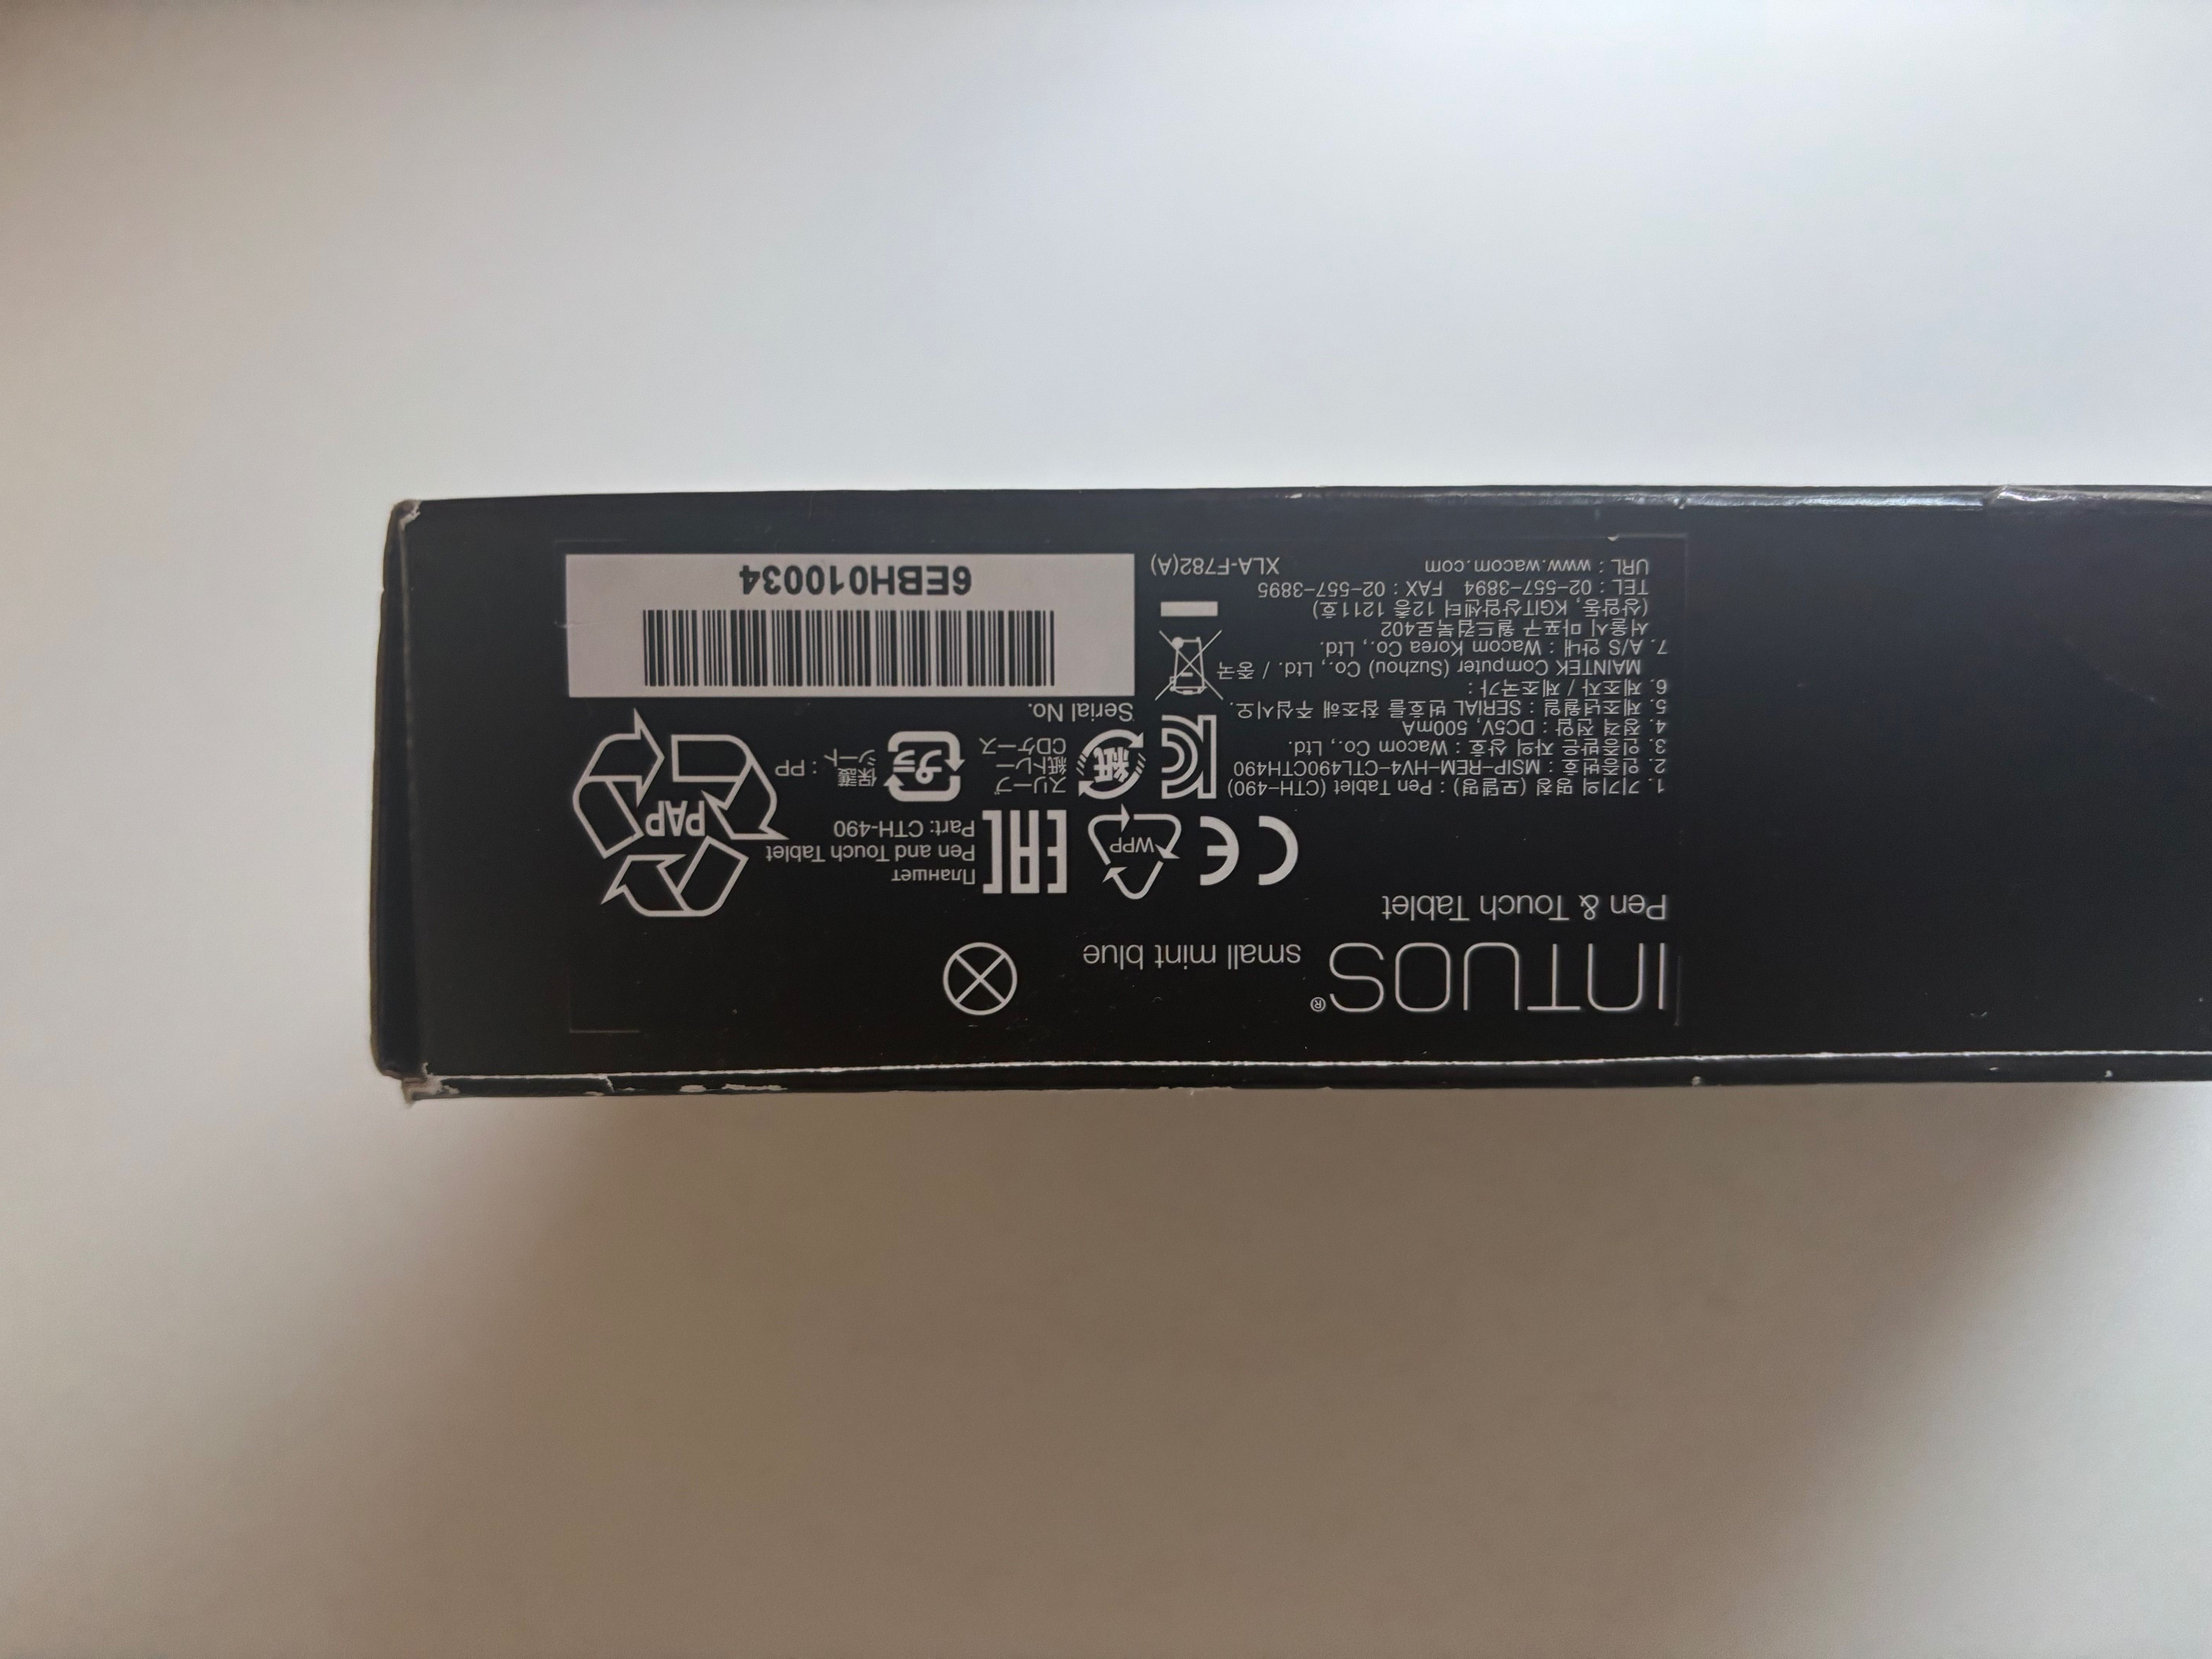 INTUOS® small mint blue
Pen & Touch Tablet
CE
WPP
EAC
Планшет
Pen and Touch Tablet
Part: CTH-490
PAP
1. 기기의 명칭 (모델명) : Pen Tablet (CTH-490)
2. 인증번호 : MSIP-REM-HV4-CTL490CTH490
3. 인증받은 자의 상호 : Wacom Co., Ltd.
4. 정격 전압 : DC5V, 500mA
5. 제조년월일 : SERIAL 번호를 참조해 주십시오.
6. 제조자 / 제조국가 :
MAINTEK Computer (Suzhou) Co., Ltd. / 중국
7. A/S 안내 : Wacom Korea Co., Ltd.
서울시 마포구 월드컵북로402
(상암동, KGIT상암센터 12층 1211호)
TEL : 02-557-3894 FAX : 02-557-3895
URL : www.wacom.com
XLA-F782(A)
紙
スリーブ
紙トレー
CDケース
プラ
保護
シート : PP
Serial No.
6EBH010034